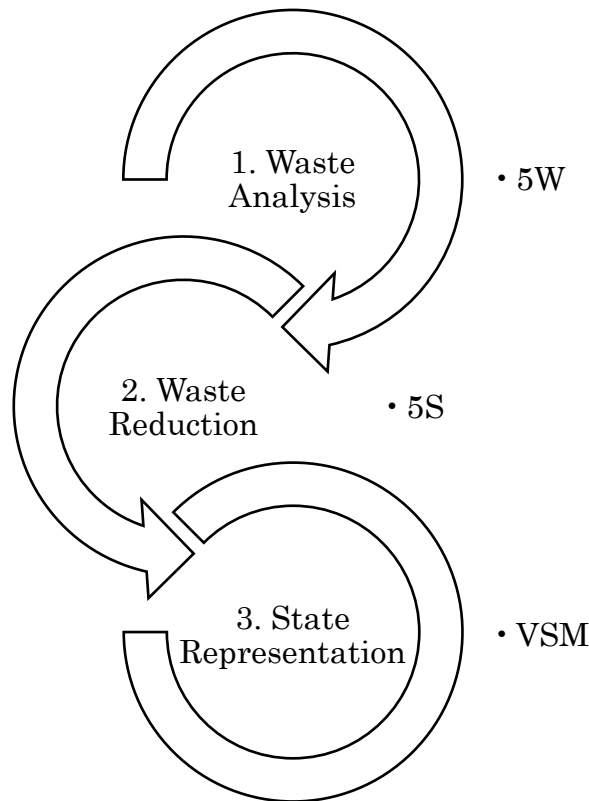 1. Waste
Analysis
· 5W
2. Waste
Reduction
· 5S
3. State
Representation
· VSM